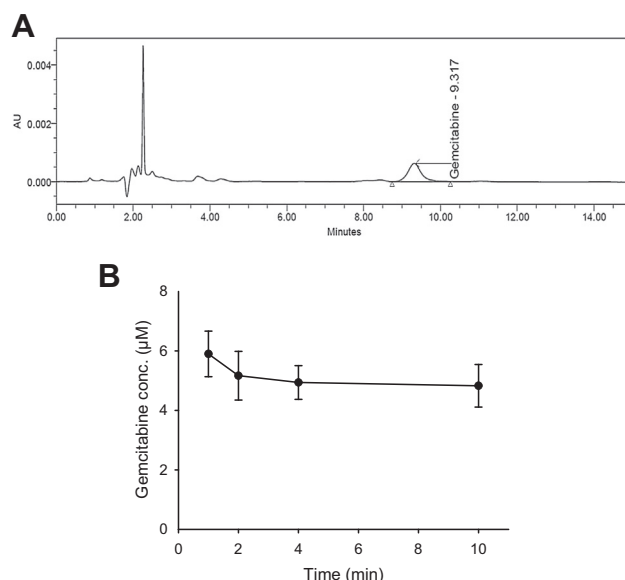 A
0.004
0.002
0.000
AU
Gemcitabine - 9.317
0.00 2.00 4.00 6.00 8.00 10.00 12.00 14.00
Minutes
B
8
6
4
2
0
Gemcitabine conc. (μM)
0 2 4 6 8 10
Time (min)